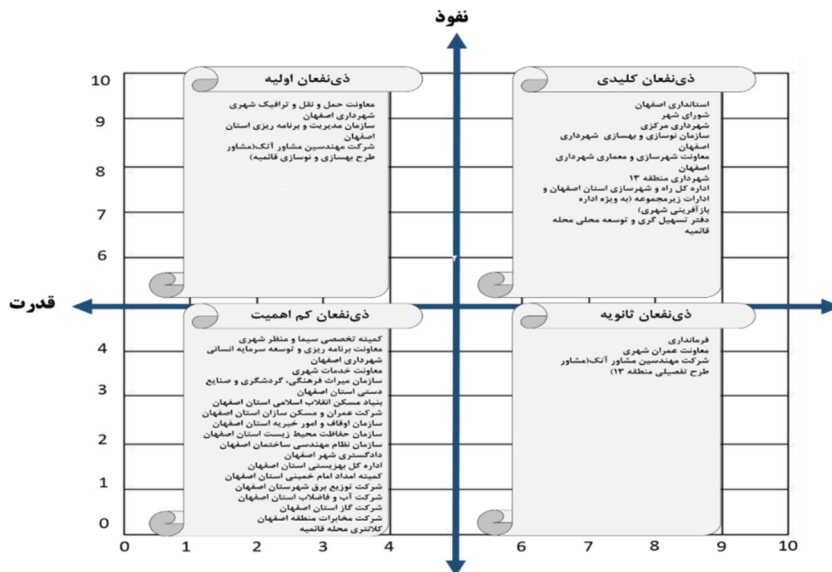 نفوذ
ذی‌نفعان کلیدی
استانداری اصفهان
شورای شهر
شهرداری مرکزی
سازمان نوسازی و بهسازی شهرداری
اصفهان
معاونت شهرسازی و معماری شهرداری
اصفهان
شهرداری منطقه ۱۳
اداره کل راه و شهرسازی استان اصفهان و
ادارات زیرمجموعه (به ویژه اداره
بازآفرینی شهری)
دفتر تسهیل گری و توسعه محلی محله
قائمیه
ذی‌نفعان اولیه
معاونت حمل و نقل و ترافیک شهری
شهرداری اصفهان
سازمان مدیریت و برنامه ریزی استان
اصفهان
شرکت مهندسین مشاور آتک(مشاور
طرح بهسازی و نوسازی قائمیه)
10
9
8
7
6
قدرت
ذی‌نفعان ثانویه
فرمانداری
معاونت عمران شهری
شرکت مهندسین مشاور آتک(مشاور
طرح تفصیلی منطقه ۱۳)
ذی‌نفعان کم اهمیت
کمیته تخصصی سیما و منظر شهری
معاونت برنامه ریزی و توسعه سرمایه انسانی
شهرداری اصفهان
معاونت خدمات شهری
سازمان میراث فرهنگی، گردشگری و صنایع
دستی استان اصفهان
بنیاد مسکن انقلاب اسلامی استان اصفهان
شرکت عمران و مسکن سازان استان اصفهان
سازمان اوقاف و امور خیریه استان اصفهان
سازمان حفاظت محیط زیست استان اصفهان
سازمان نظام مهندسی ساختمان اصفهان
دادگستری شهر اصفهان
اداره کل بهزیستی استان اصفهان
کمیته امداد امام خمینی استان اصفهان
شرکت توزیع برق شهرستان اصفهان
شرکت آب و فاضلاب استان اصفهان
شرکت گاز استان اصفهان
شرکت مخابرات منطقه اصفهان
کلانتری محله قائمیه
4
3
2
1
0
0 1 2 3 4 6 7 8 9 10